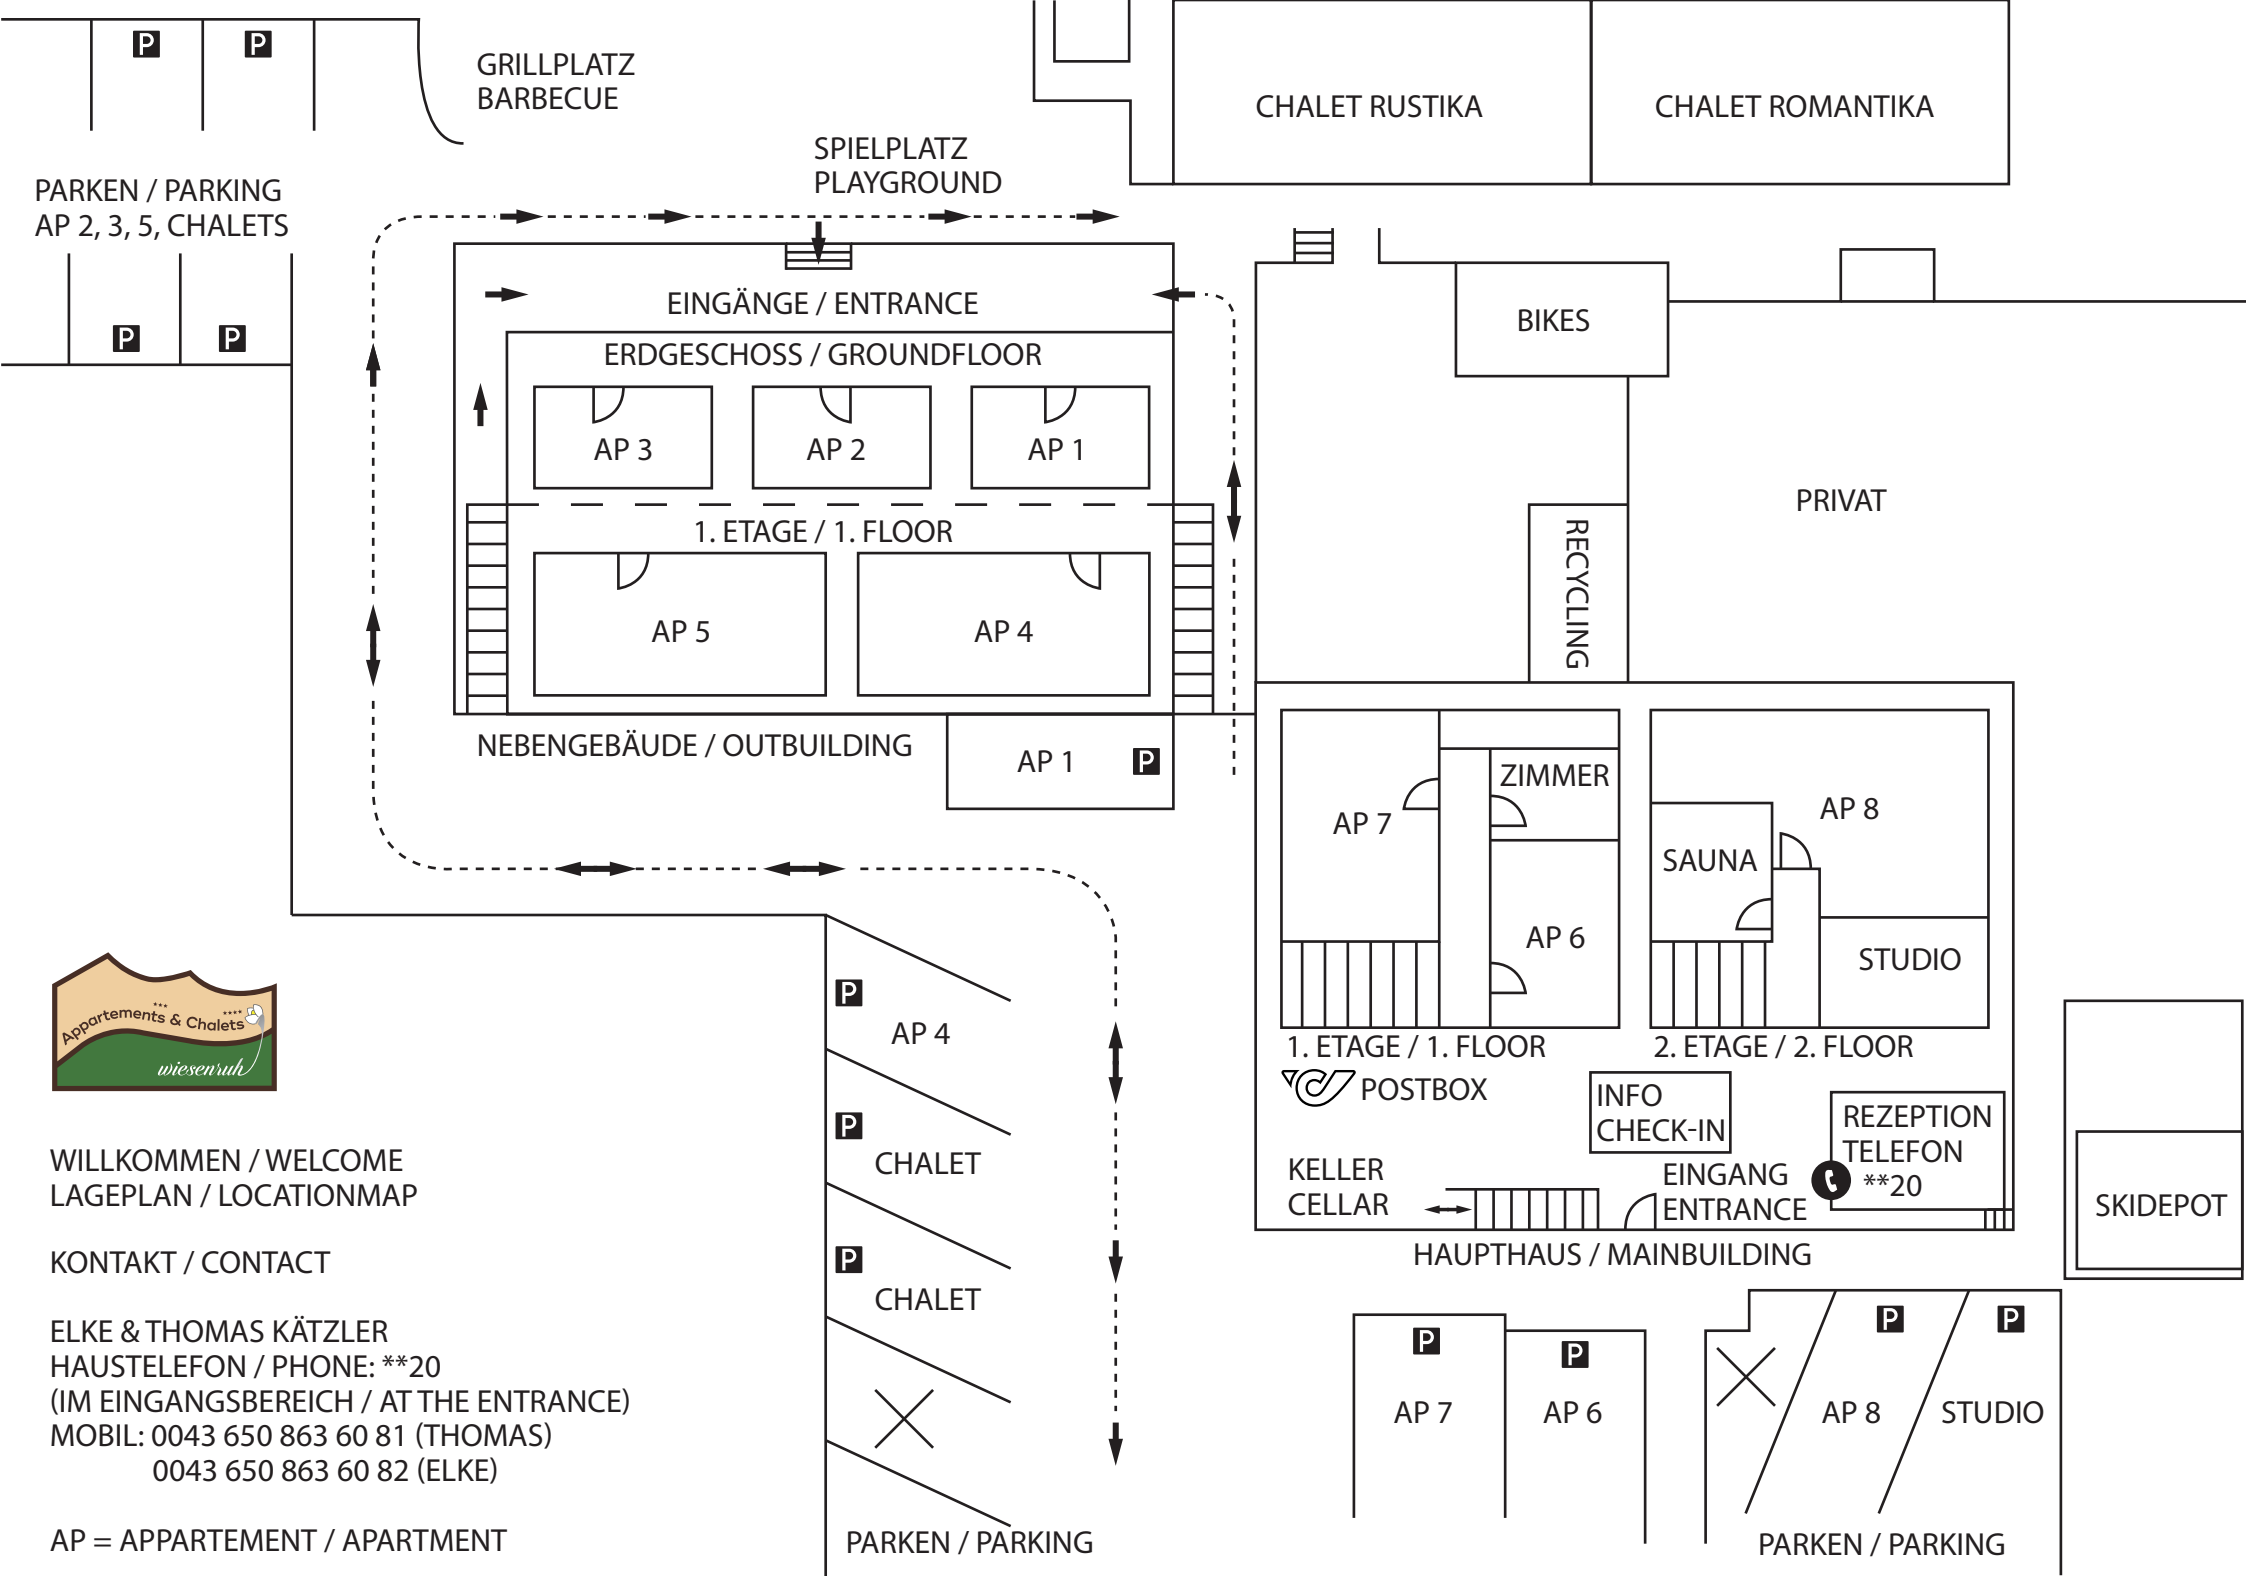 P
P
GRILLPLATZ
BARBECUE
CHALET RUSTIKA
CHALET ROMANTIKA
SPIELPLATZ
PLAYGROUND
PARKEN / PARKING
AP 2, 3, 5, CHALETS
P
P
EINGÄNGE / ENTRANCE
ERDGESCHOSS / GROUNDFLOOR
AP 3
AP 2
AP 1
1. ETAGE / 1. FLOOR
AP 5
AP 4
NEBENGEBÄUDE / OUTBUILDING
AP 1
P
BIKES
PRIVAT
RECYCLING
AP 7
ZIMMER
AP 6
1. ETAGE / 1. FLOOR
AP 8
SAUNA
STUDIO
2. ETAGE / 2. FLOOR
POSTBOX
INFO
CHECK-IN
REZEPTION
TELEFON
**20
KELLER
CELLAR
EINGANG
ENTRANCE
HAUPTHAUS / MAINBUILDING
SKIDEPOT
P
AP 4
P
CHALET
P
CHALET
PARKEN / PARKING
P
AP 7
P
AP 6
P
AP 8
P
STUDIO
PARKEN / PARKING
*** ****
Appartements & Chalets
wiesenruh
WILLKOMMEN / WELCOME
LAGEPLAN / LOCATIONMAP
KONTAKT / CONTACT
ELKE & THOMAS KÄTZLER
HAUSTELEFON / PHONE: **20
(IM EINGANGSBEREICH / AT THE ENTRANCE)
MOBIL: 0043 650 863 60 81 (THOMAS)
0043 650 863 60 82 (ELKE)
AP = APPARTEMENT / APARTMENT